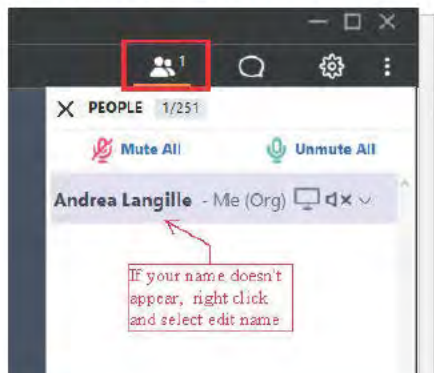 1
PEOPLE 1/251
Mute All Unmute All
Andrea Langille - Me (Org)
If your name doesn't
appear, right click
and select edit name